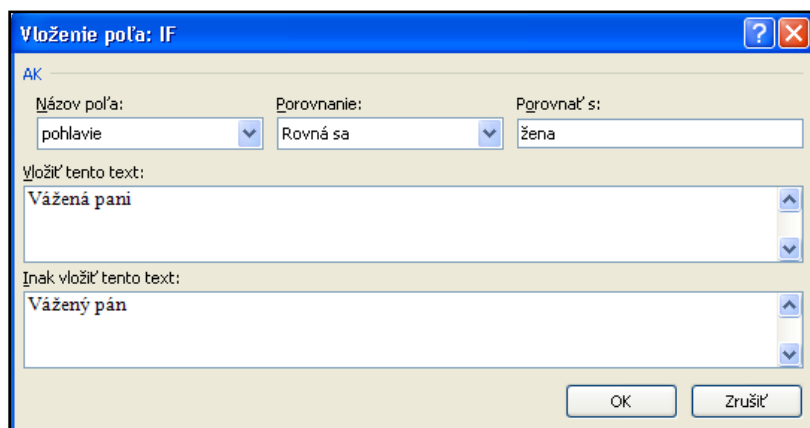 Vloženie poľa: IF
AK
Názov poľa: Porovnanie: Porovnať s:
pohlavie Rovná sa žena
Vložiť tento text:
Vážená pani
Inak vložiť tento text:
Vážený pán
OK Zrušiť